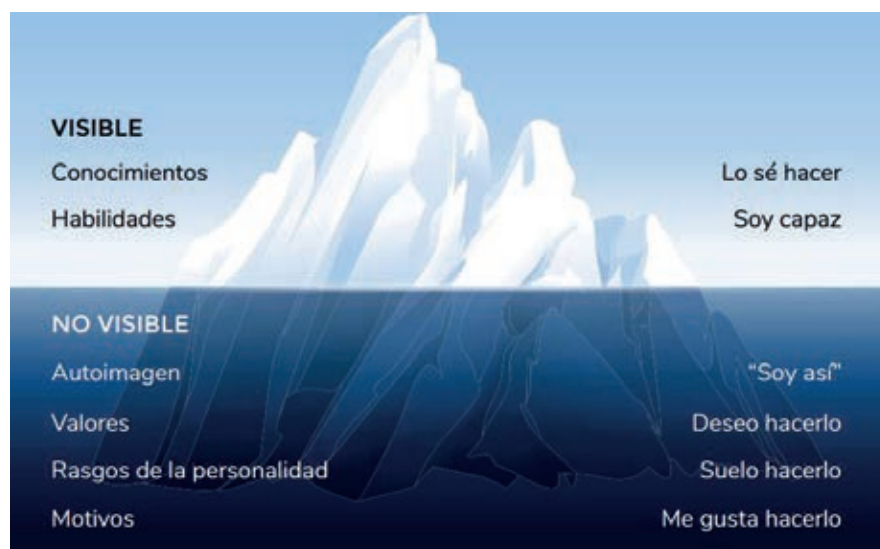 VISIBLE
Conocimientos Lo sé hacer
Habilidades Soy capaz
NO VISIBLE
Autoimagen “Soy así”
Valores Deseo hacerlo
Rasgos de la personalidad Suelo hacerlo
Motivos Me gusta hacerlo